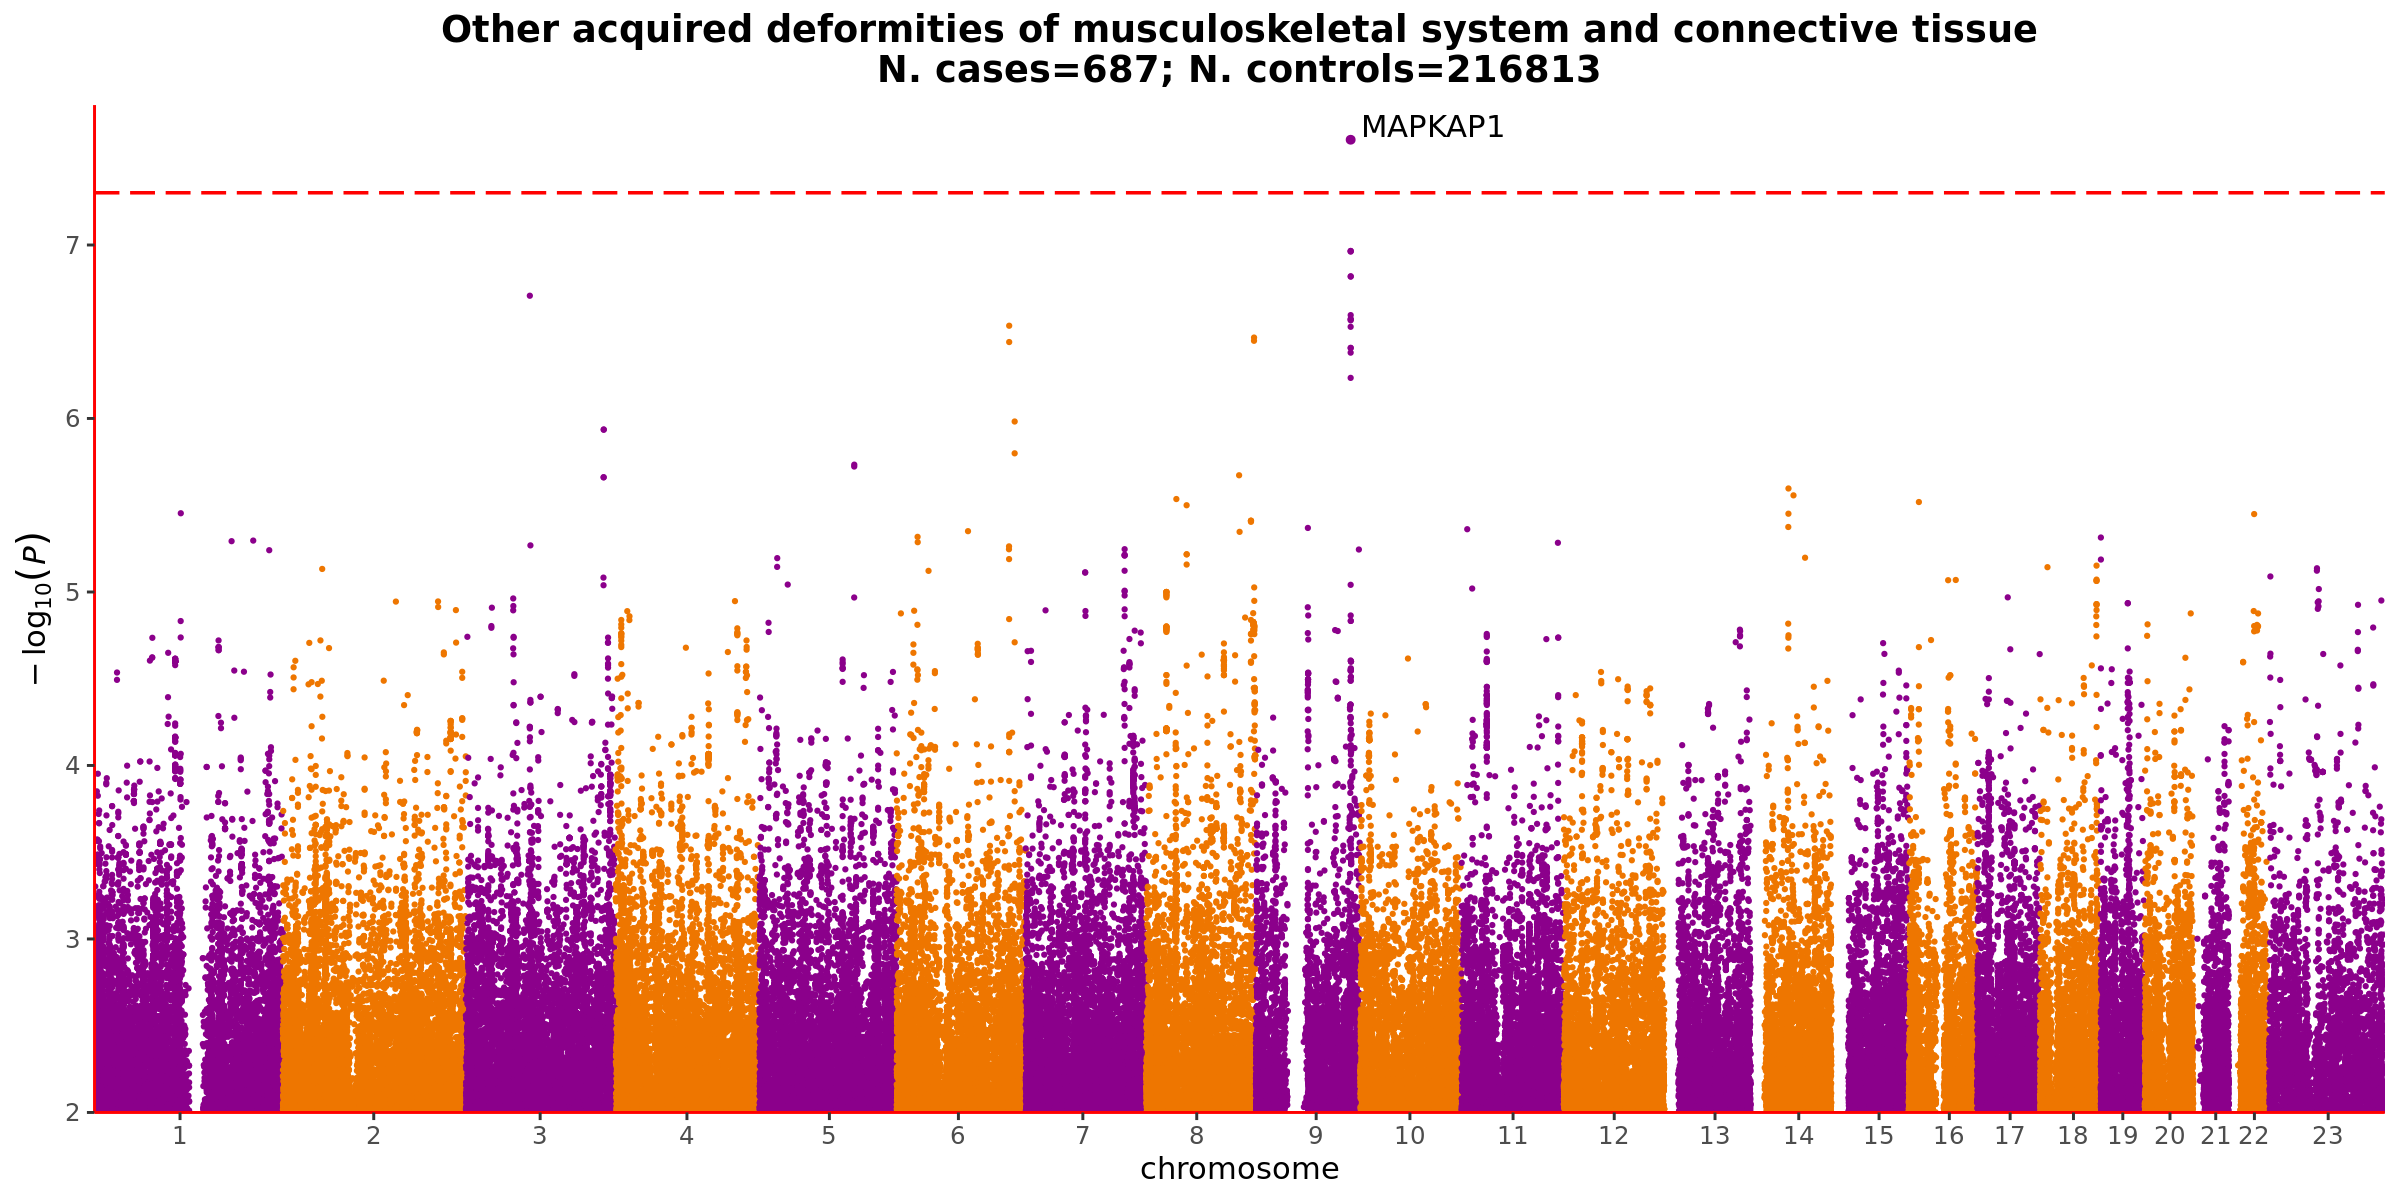 Other acquired deformities of musculoskeletal system and connective tissue
N. cases=687; N. controls=216813
MAPKAP1
7
6
5
4
3
2
− log10(P)
1 2 3 4 5 6 7 8 9 10 11 12 13 14 15 16 17 18 19 20 21 22 23
chromosome